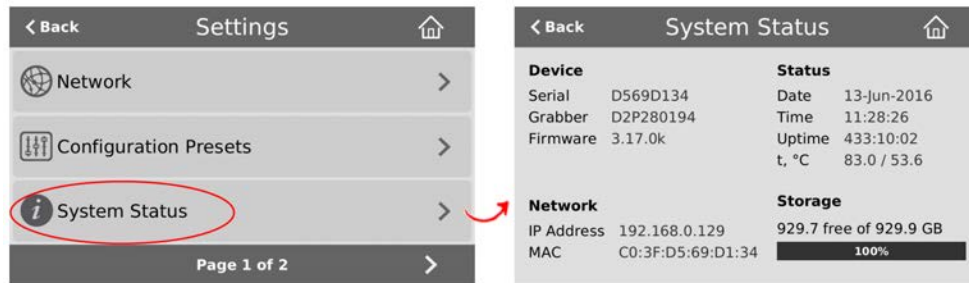 Back
Settings
Network
Configuration Presets
System Status
Page 1 of 2
Back
System Status
Device
Serial D569D134
Grabber D2P280194
Firmware 3.17.0k
Status
Date 13-Jun-2016
Time 11:28:26
Uptime 433:10:02
t, °C 83.0 / 53.6
Network
IP Address 192.168.0.129
MAC C0:3F:D5:69:D1:34
Storage
929.7 free of 929.9 GB
100%